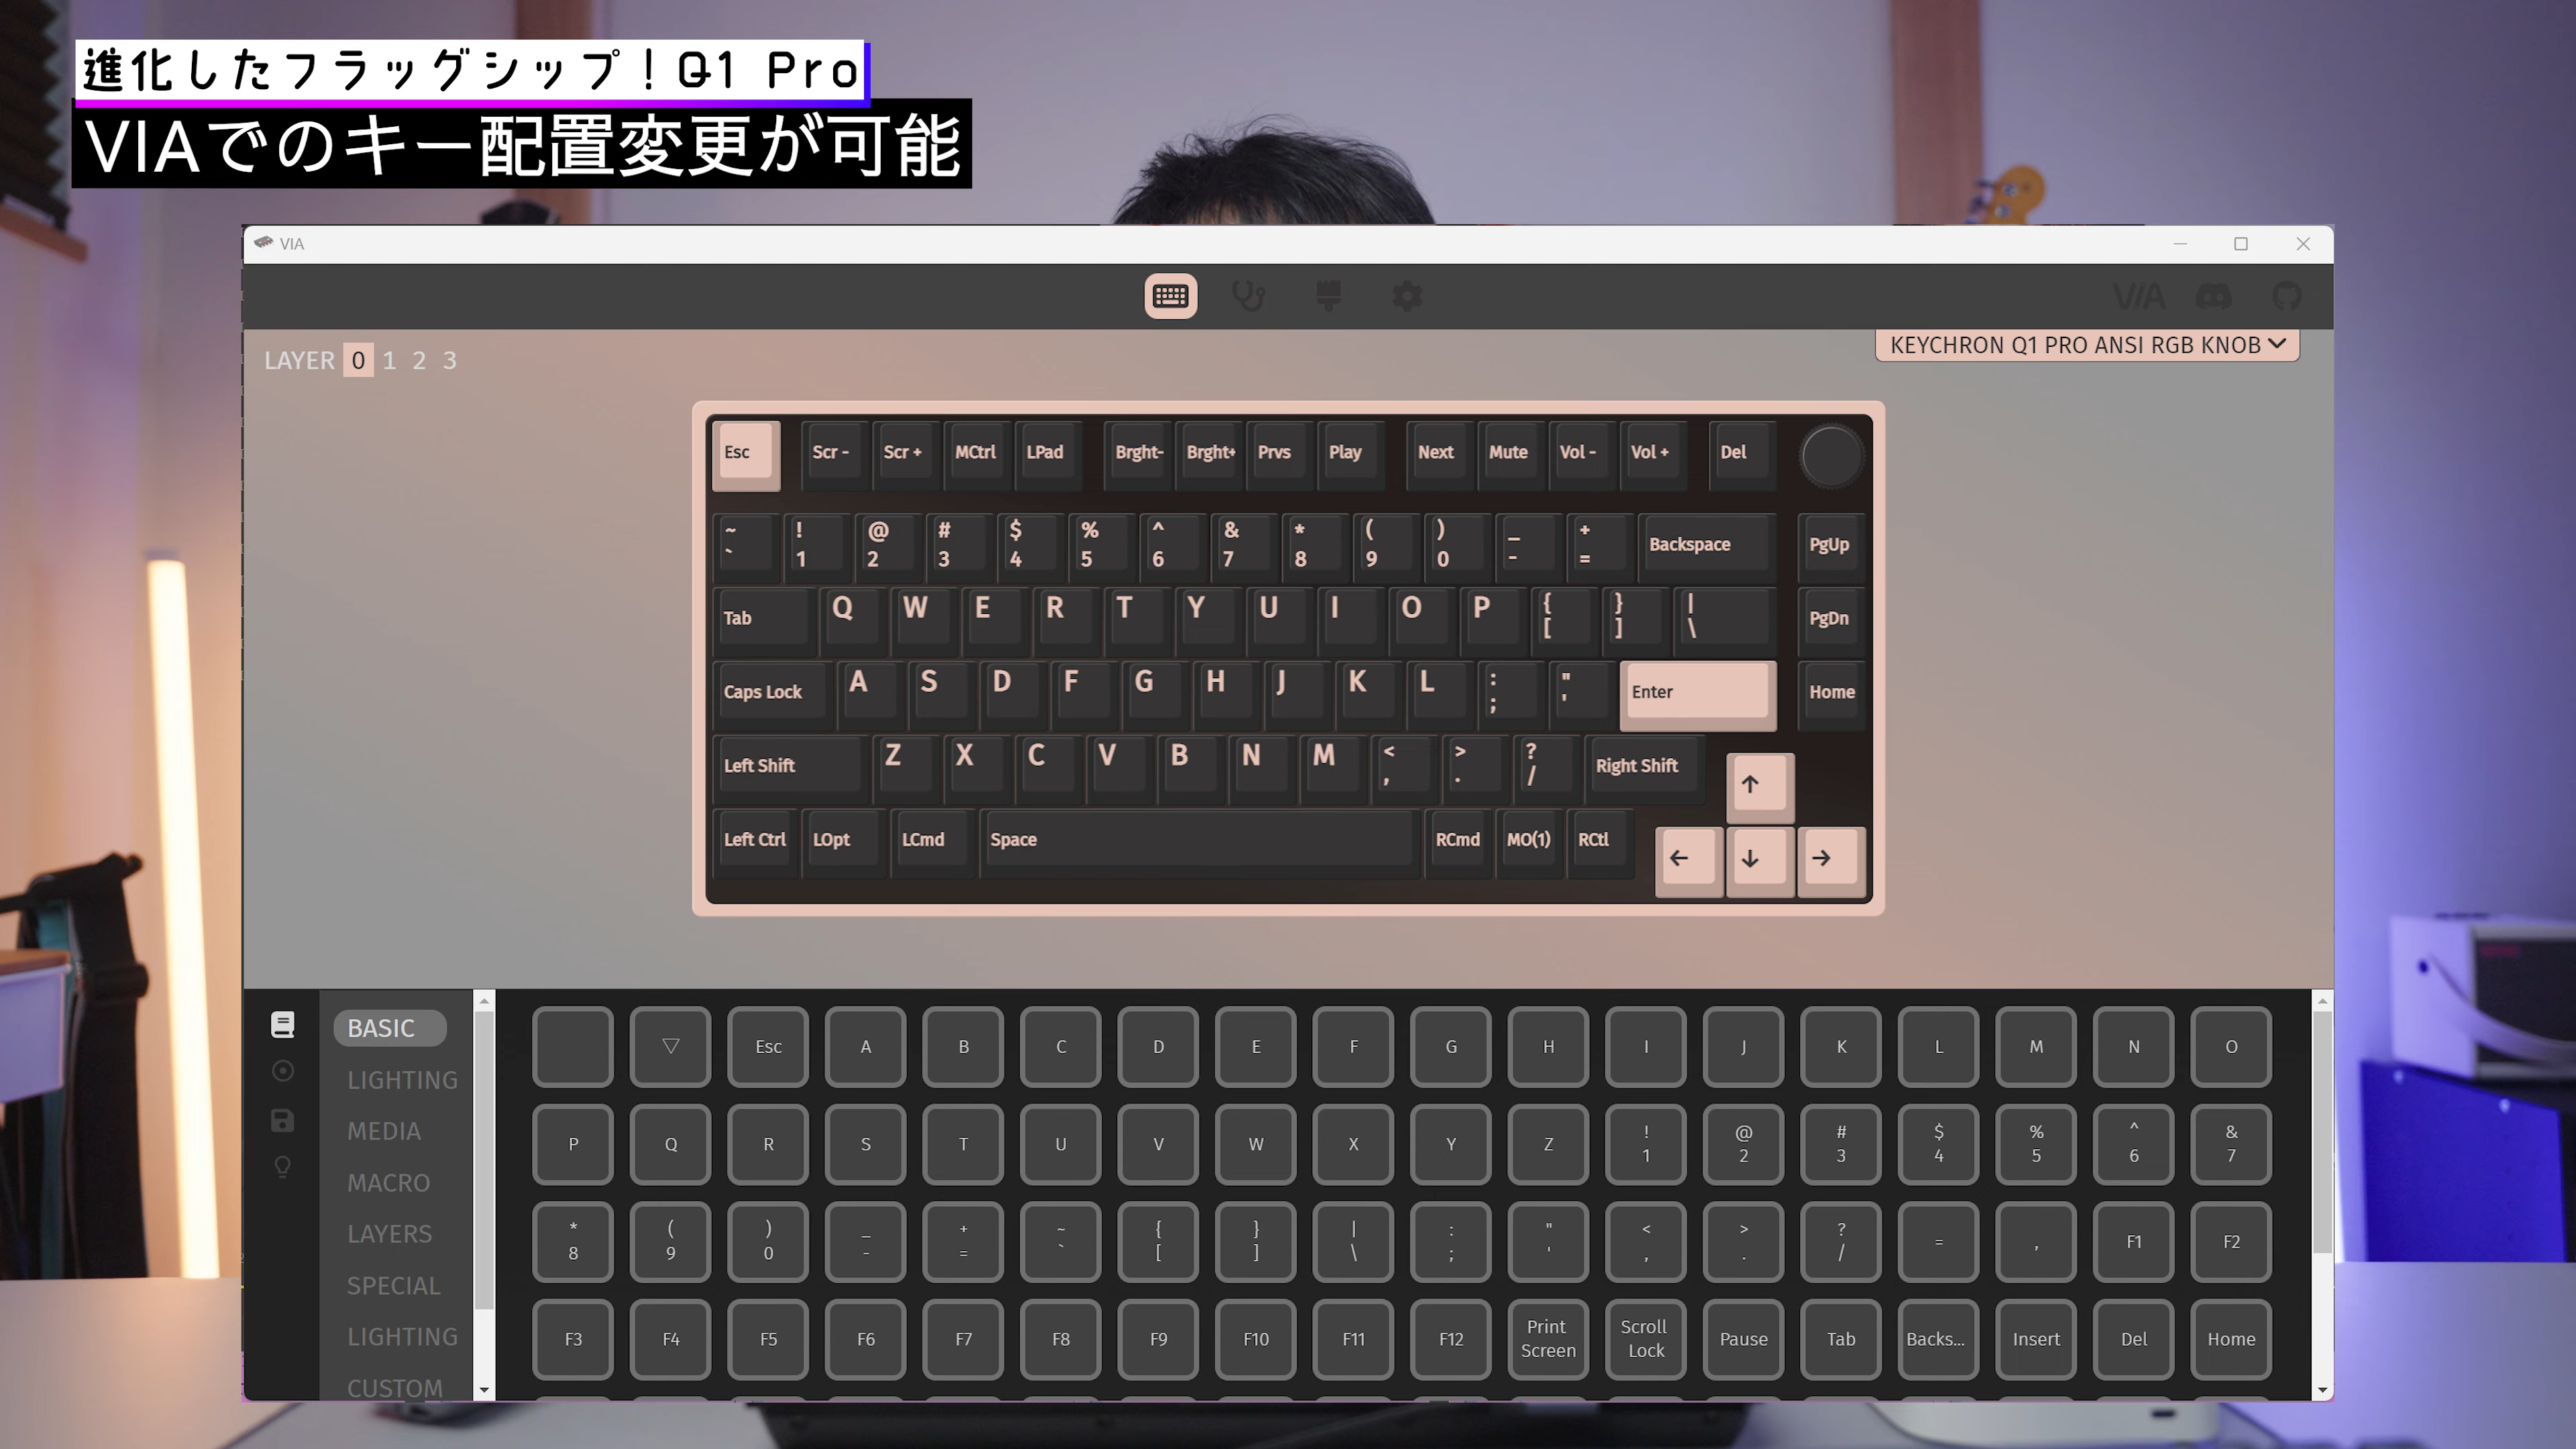 進化したフラッグシップ！Q1 Pro
VIAでのキー配置変更が可能
VIA
VIA
LAYER 0 1 2 3
KEYCHRON Q1 PRO ANSI RGB KNOB
Esc Scr - Scr + MCtrl LPad Brght- Brght+ Prvs Play Next Mute Vol - Vol + Del
~ ! @ # $ % ^ & * ( ) _ +
` 1 2 3 4 5 6 7 8 9 0 - = Backspace PgUp
Tab Q W E R T Y U I O P { } |
[ ] \ PgDn
Caps Lock A S D F G H J K L : "
; ' Enter Home
Left Shift Z X C V B N M < > ?
, . / Right Shift ↑
Left Ctrl LOpt LCmd Space RCmd MO(1) RCtl ← ↓ →
BASIC
LIGHTING
MEDIA
MACRO
LAYERS
SPECIAL
LIGHTING
CUSTOM
▽ Esc A B C D E F G H I J K L M N O
P Q R S T U V W X Y Z ! @ # $ % ^ &
1 2 3 4 5 6 7
* ( ) _ + ~ { } | : " < > ?
8 9 0 - = ` [ ] \ ; ' , . / = , F1 F2
F3 F4 F5 F6 F7 F8 F9 F10 F11 F12 Print Screen Scroll Lock Pause Tab Backs... Insert Del Home